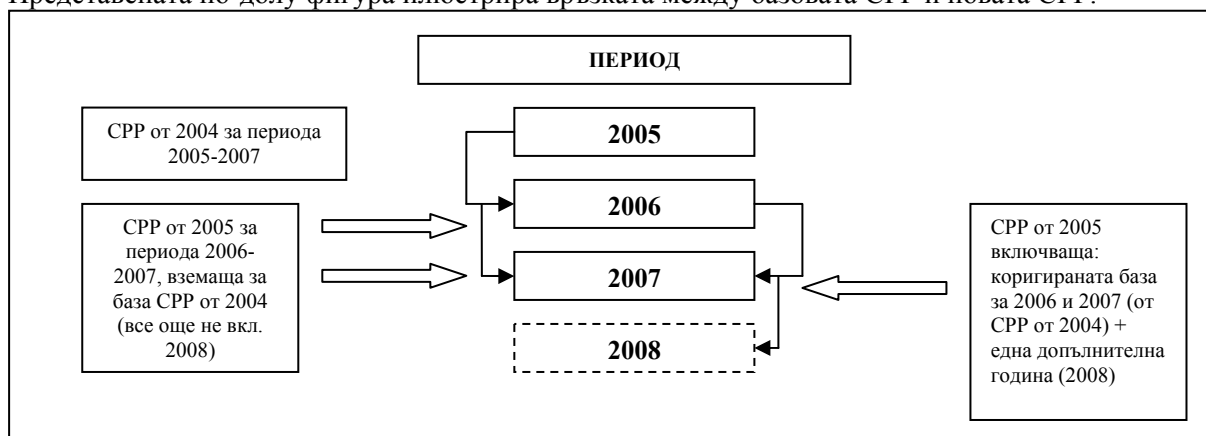 Представената по-долу фигура илюстрира връзката между базовата СРР и новата СРР:
ПЕРИОД
СРР от 2004 за периода
2005-2007
2005
2006
2007
2008
СРР от 2005 за
периода 2006-
2007, вземаща за
база СРР от 2004
(все още не вкл.
2008)
СРР от 2005
включваща:
коригираната база
за 2006 и 2007 (от
СРР от 2004) +
една допълнителна
година (2008)